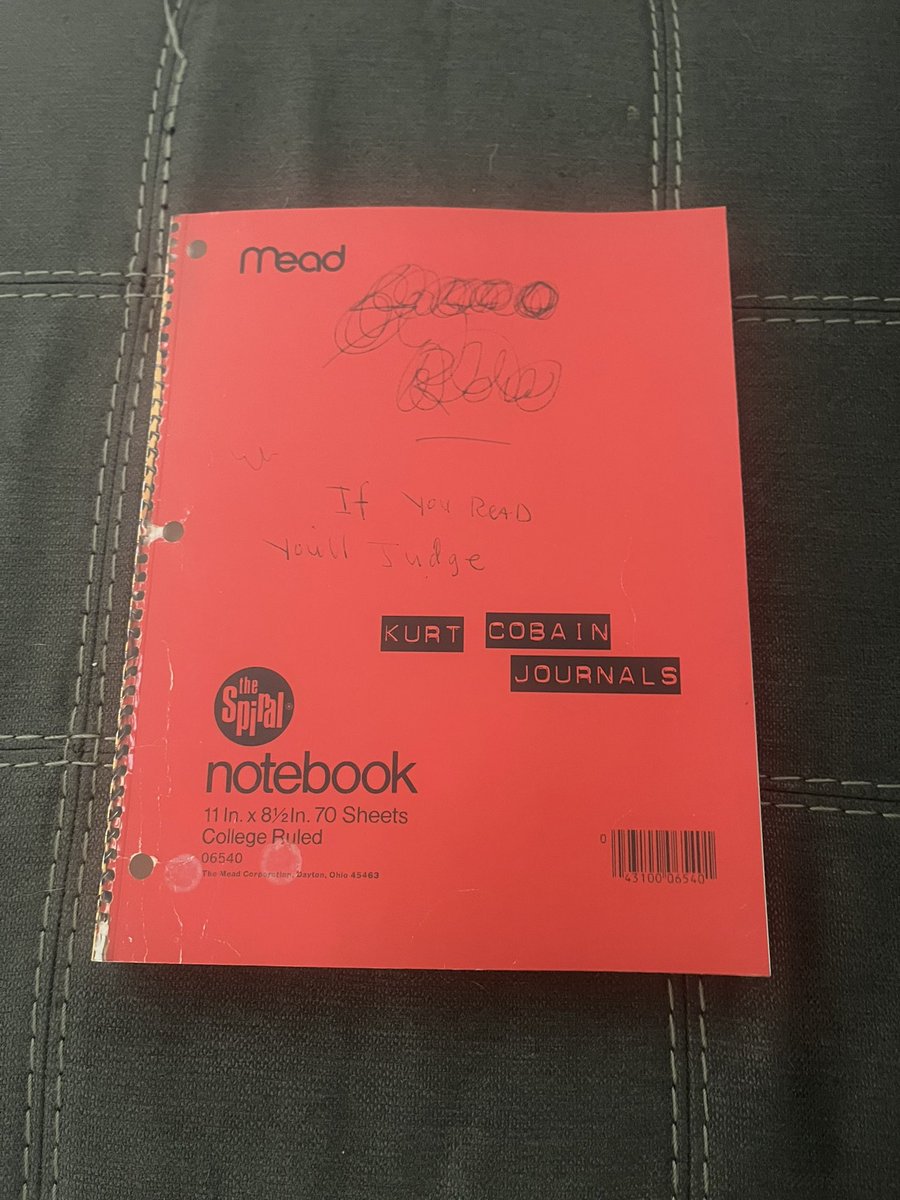 mead
If You READ
You'll Judge
KURT COBAIN
JOURNALS
the
Spiral®
notebook
11 In. x 8½ In. 70 Sheets
College Ruled
06540
The Mead Corporation, Dayton, Ohio 45463
0
43100 06540